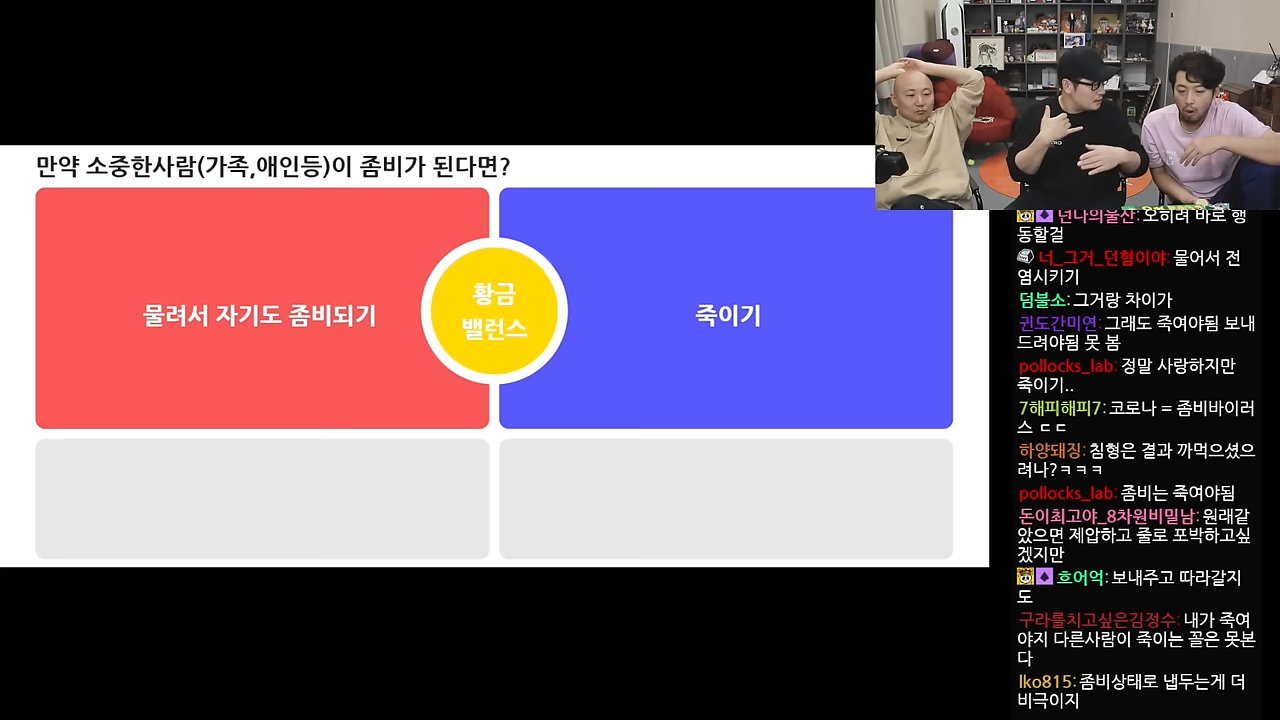 만약 소중한사람(가족,애인등)이 좀비가 된다면?
물려서 자기도 좀비되기
황금
밸런스
죽이기
던나의울산: 오히려 바로 행
동할걸
너_그거_던혐이야: 물어서 전
염시키기
덤불소: 그거랑 차이가
귄도간미연: 그래도 죽여야됨 보내
드려야됨 못 봄
pollocks_lab: 정말 사랑하지만
죽이기..
7해피해피7: 코로나 = 좀비바이러
스 ㄷㄷ
하양돼징: 침형은 결과 까먹으셨으
려나?ㅋㅋㅋ
pollocks_lab: 좀비는 죽여야됨
돈이최고야_8차원비밀남: 원래같
았으면 제압하고 줄로 포박하고싶
겠지만
흐어억: 보내주고 따라갈지
도
구라를치고싶은김정수: 내가 죽여
야지 다른사람이 죽이는 꼴은 못본
다
lko815: 좀비상태로 냅두는게 더
비극이지